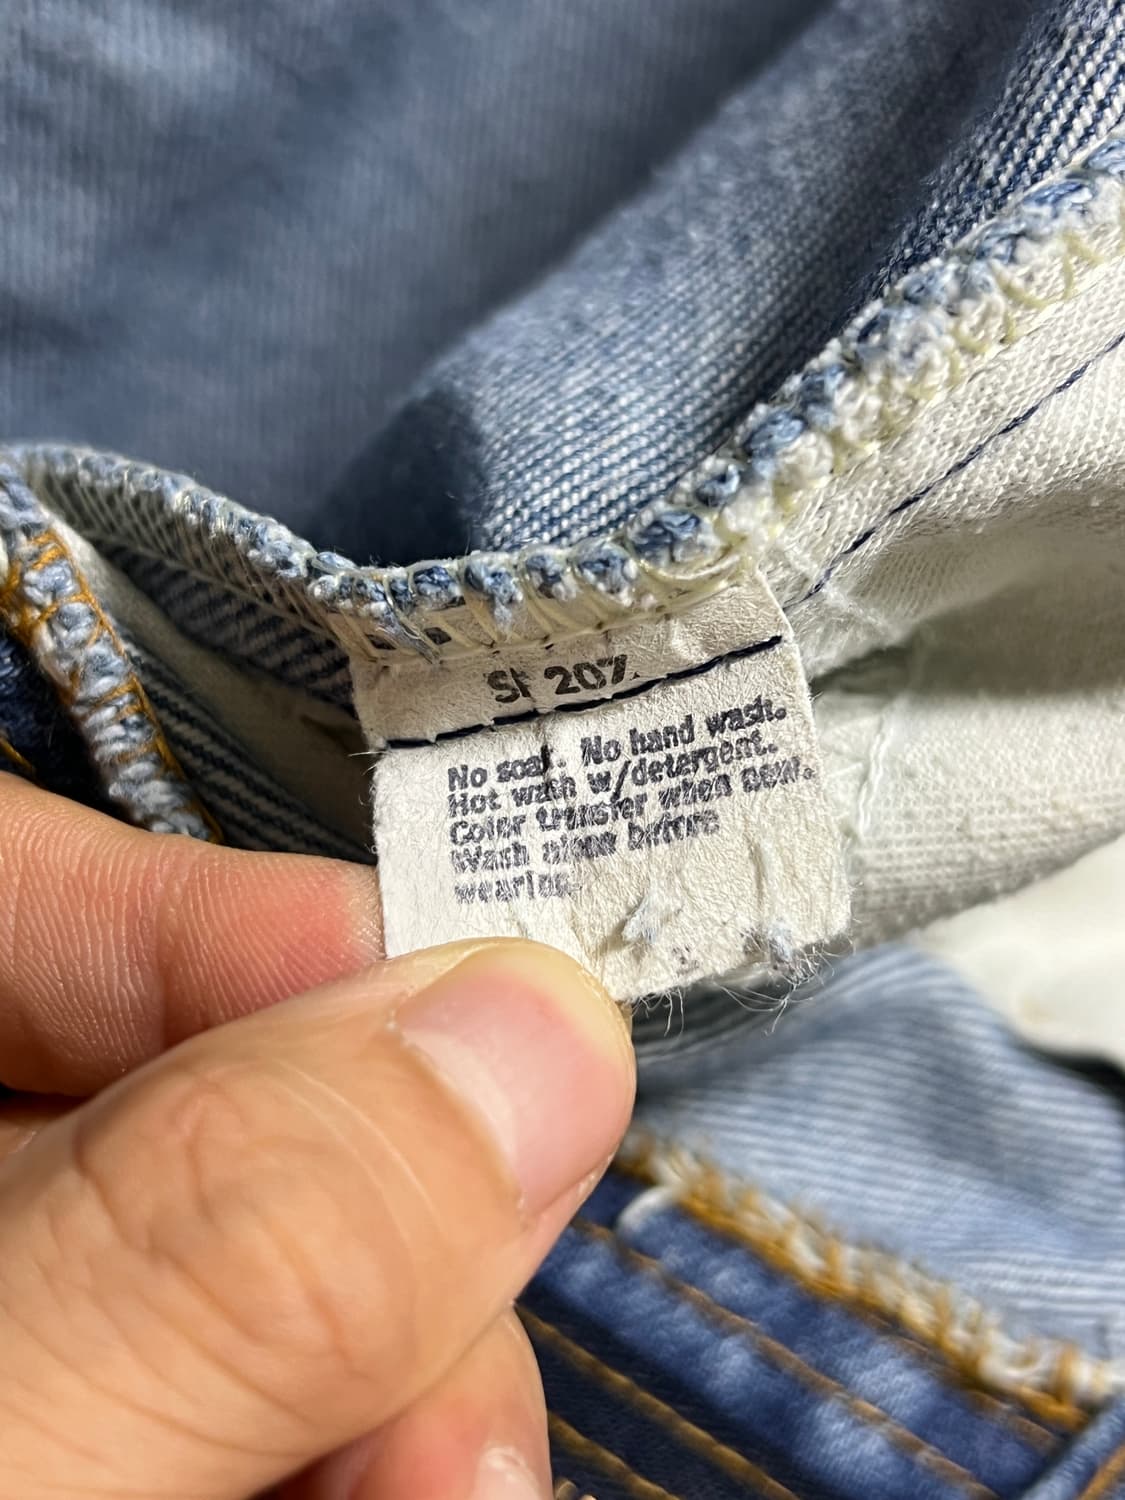 SF 207.
No soap. No hand wash.
Hot wash w/detergent.
Color transfer when new.
Wash alone before
wearing.